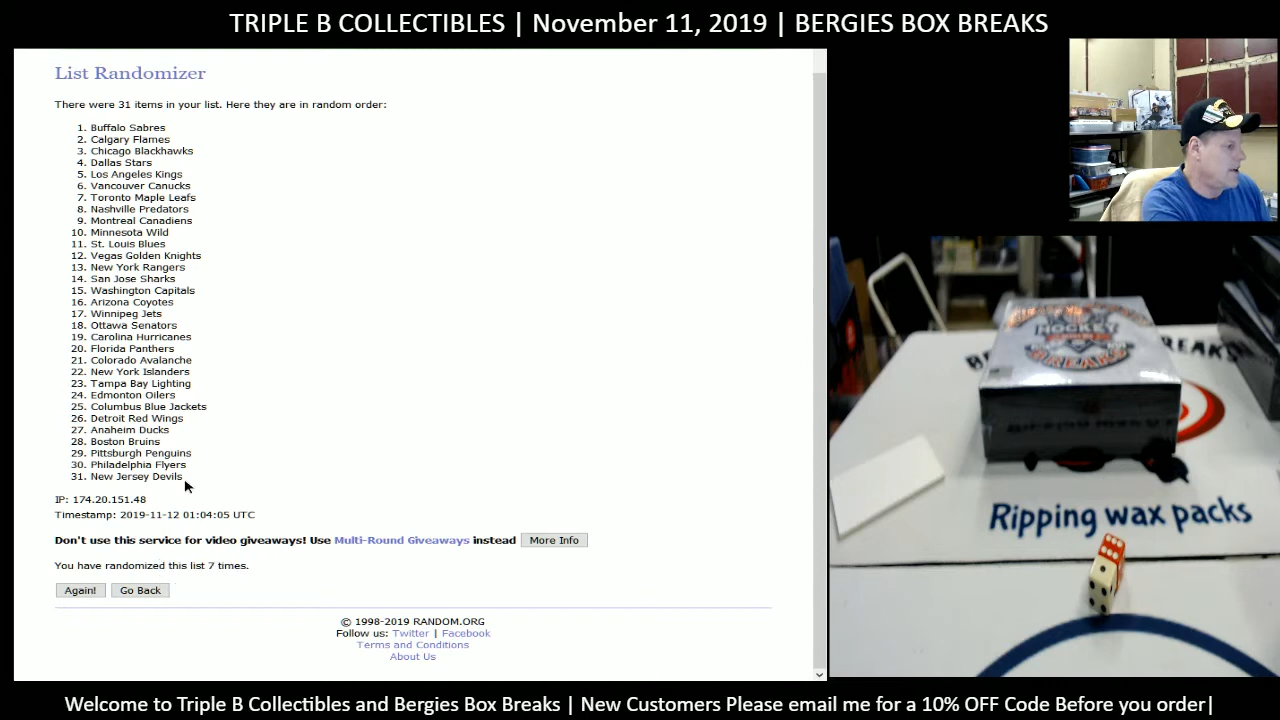 TRIPLE B COLLECTIBLES | November 11, 2019 | BERGIES BOX BREAKS
List Randomizer
There were 31 items in your list. Here they are in random order:
1. Buffalo Sabres
2. Calgary Flames
3. Chicago Blackhawks
4. Dallas Stars
5. Los Angeles Kings
6. Vancouver Canucks
7. Toronto Maple Leafs
8. Nashville Predators
9. Montreal Canadiens
10. Minnesota Wild
11. St. Louis Blues
12. Vegas Golden Knights
13. New York Rangers
14. San Jose Sharks
15. Washington Capitals
16. Arizona Coyotes
17. Winnipeg Jets
18. Ottawa Senators
19. Carolina Hurricanes
20. Florida Panthers
21. Colorado Avalanche
22. New York Islanders
23. Tampa Bay Lighting
24. Edmonton Oilers
25. Columbus Blue Jackets
26. Detroit Red Wings
27. Anaheim Ducks
28. Boston Bruins
29. Pittsburgh Penguins
30. Philadelphia Flyers
31. New Jersey Devils
IP: 174.20.151.48
Timestamp: 2019-11-12 01:04:05 UTC
Don't use this service for video giveaways! Use Multi-Round Giveaways instead More Info
You have randomized this list 7 times.
Again! Go Back
© 1998-2019 RANDOM.ORG
Follow us: Twitter | Facebook
Terms and Conditions
About Us
HOCKEY
BREAKS
BREAKS
Ripping wax packs
Welcome to Triple B Collectibles and Bergies Box Breaks | New Customers Please email me for a 10% OFF Code Before you order|